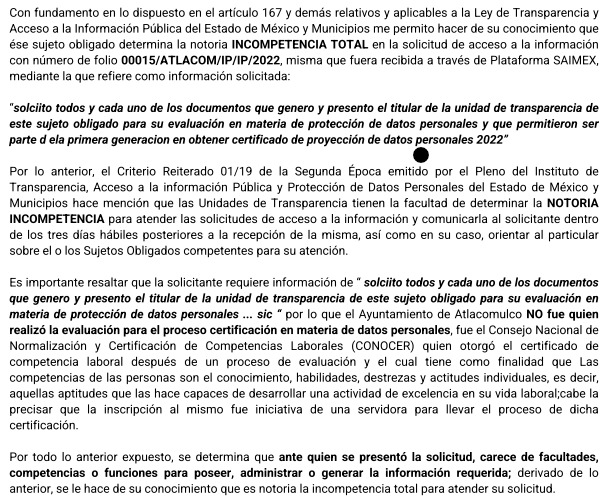 Con fundamento en lo dispuesto en el artículo 167 y demás relativos y aplicables a la Ley de Transparencia y
Acceso a la Información Pública del Estado de México y Municipios me permito hacer de su conocimiento que
ése sujeto obligado determina la notoria INCOMPETENCIA TOTAL en la solicitud de acceso a la información
con número de folio 00015/ATLACOM/IP/IP/2022, misma que fuera recibida a través de Plataforma SAIMEX,
mediante la que refiere como información solicitada:
"solciito todos y cada uno de los documentos que genero y presento el titular de la unidad de transparencia de
este sujeto obligado para su evaluación en materia de protección de datos personales y que permitieron ser
parte d ela primera generacion en obtener certificado de proyección de datos personales 2022”
Por lo anterior, el Criterio Reiterado 01/19 de la Segunda Época emitido por el Pleno del Instituto de
Transparencia, Acceso a la información Pública y Protección de Datos Personales del Estado de México y
Municipios hace mención que las Unidades de Transparencia tienen la facultad de determinar la NOTORIA
INCOMPETENCIA para atender las solicitudes de acceso a la información y comunicarla al solicitante dentro
de los tres días hábiles posteriores a la recepción de la misma, así como en su caso, orientar al particular
sobre el o los Sujetos Obligados competentes para su atención.
Es importante resaltar que la solicitante requiere información de “ solciito todos y cada uno de los documentos
que genero y presento el titular de la unidad de transparencia de este sujeto obligado para su evaluación en
materia de protección de datos personales ... sic “ por lo que el Ayuntamiento de Atlacomulco NO fue quien
realizó la evaluación para el proceso certificación en materia de datos personales, fue el Consejo Nacional de
Normalización y Certificación de Competencias Laborales (CONOCER) quien otorgó el certificado de
competencia laboral después de un proceso de evaluación y el cual tiene como finalidad que Las
competencias de las personas son el conocimiento, habilidades, destrezas y actitudes individuales, es decir,
aquellas aptitudes que las hace capaces de desarrollar una actividad de excelencia en su vida laboral;cabe la
precisar que la inscripción al mismo fue iniciativa de una servidora para llevar el proceso de dicha
certificación.
Por todo lo anterior expuesto, se determina que ante quien se presentó la solicitud, carece de facultades,
competencias o funciones para poseer, administrar o generar la información requerida; derivado de lo
anterior, se le hace de su conocimiento que es notoria la incompetencia total para atender su solicitud.